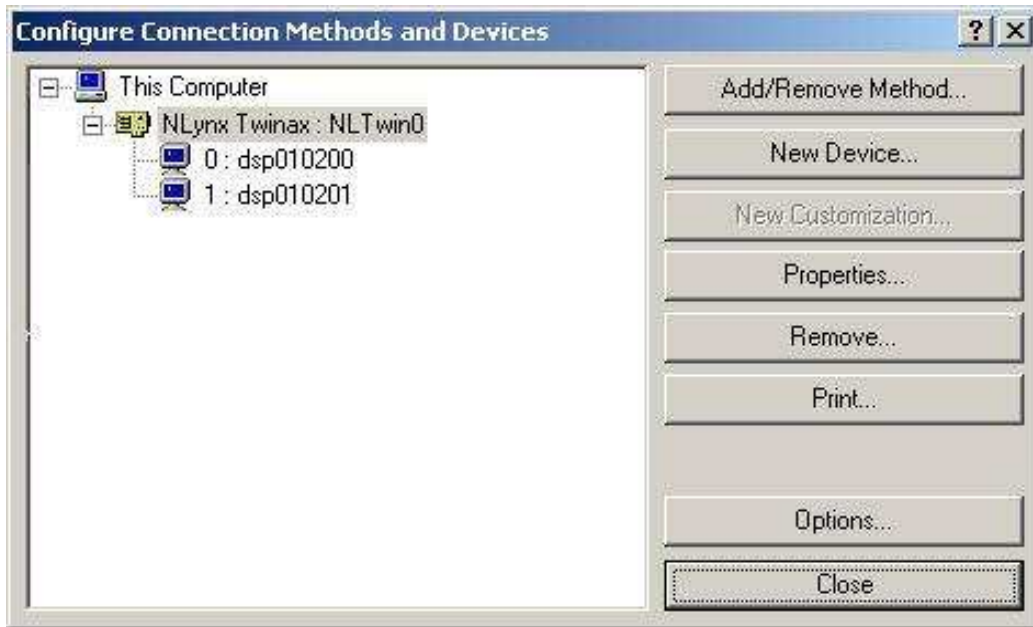 Configure Connection Methods and Devices
This Computer
NLynx Twinax : NLTwin0
0 : dsp010200
1 : dsp010201
Add/Remove Method...
New Device...
New Customization...
Properties...
Remove...
Print...
Options...
Close